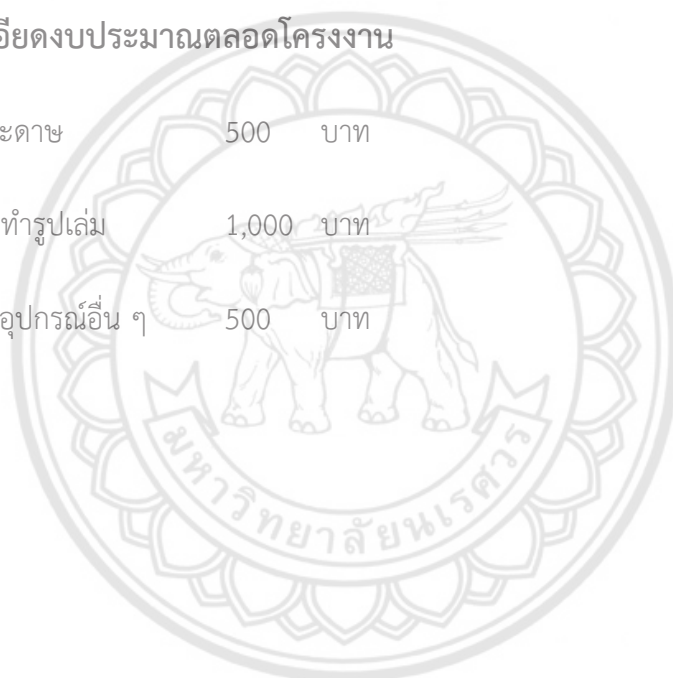 อียดงบประมาณตลอดโครงงาน
ะดาษ 500 บาท
ทำรูปเล่ม 1,000 บาท
อุปกรณ์อื่น ๆ 500 บาท
มหาวิทยาลัยนเรศวร